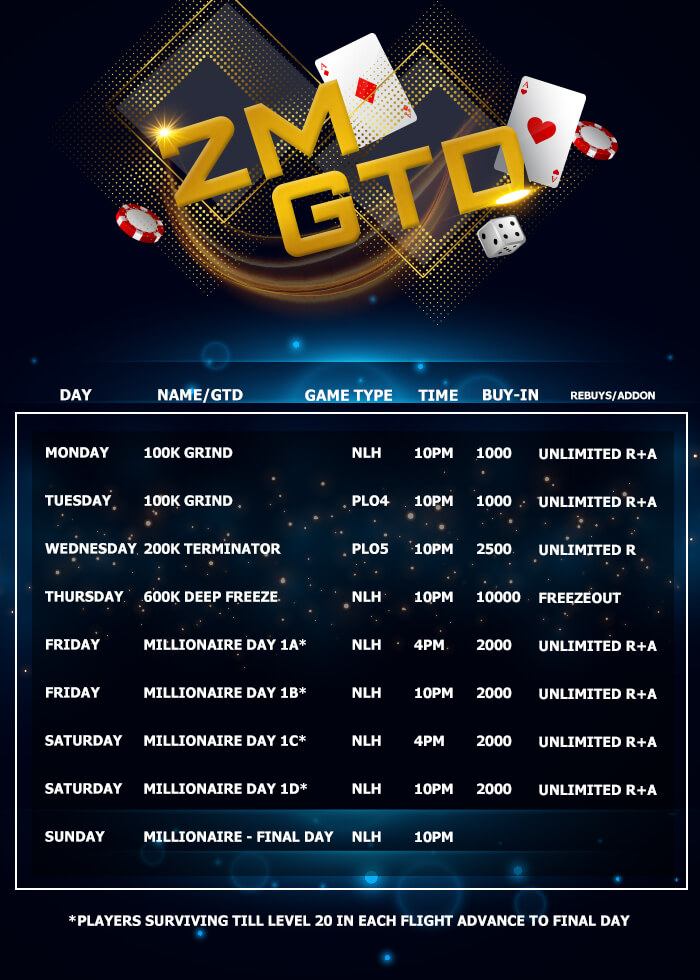 2M
GTD
DAY NAME/GTD GAME TYPE TIME BUY-IN REBUYS/ADDON
MONDAY 100K GRIND NLH 10PM 1000 UNLIMITED R+A
TUESDAY 100K GRIND PLO4 10PM 1000 UNLIMITED R+A
WEDNESDAY 200K TERMINATOR PLO5 10PM 2500 UNLIMITED R
THURSDAY 600K DEEP FREEZE NLH 10PM 10000 FREEZEOUT
FRIDAY MILLIONAIRE DAY 1A* NLH 4PM 2000 UNLIMITED R+A
FRIDAY MILLIONAIRE DAY 1B* NLH 10PM 2000 UNLIMITED R+A
SATURDAY MILLIONAIRE DAY 1C* NLH 4PM 2000 UNLIMITED R+A
SATURDAY MILLIONAIRE DAY 1D* NLH 10PM 2000 UNLIMITED R+A
SUNDAY MILLIONAIRE - FINAL DAY NLH 10PM
*PLAYERS SURVIVING TILL LEVEL 20 IN EACH FLIGHT ADVANCE TO FINAL DAY